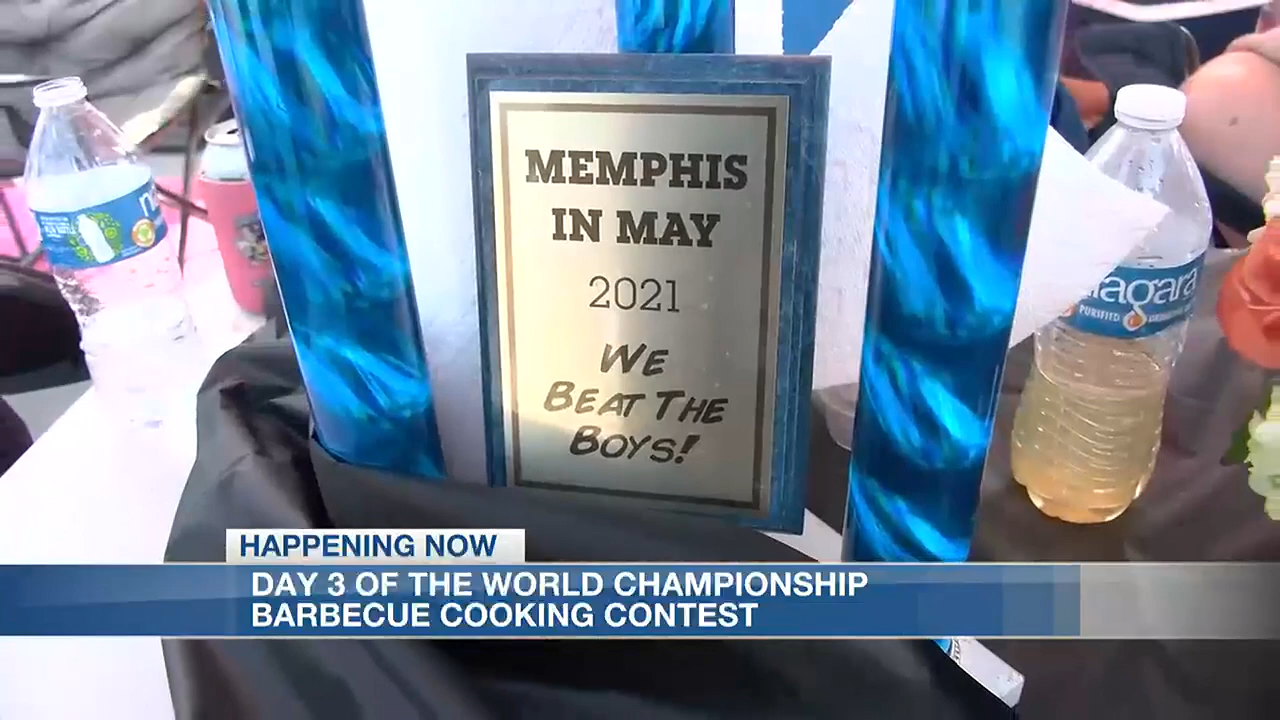 MEMPHIS
IN MAY
2021
WE
BEAT THE
BOYS!
niagara
PURIFIED
HAPPENING NOW
DAY 3 OF THE WORLD CHAMPIONSHIP
BARBECUE COOKING CONTEST